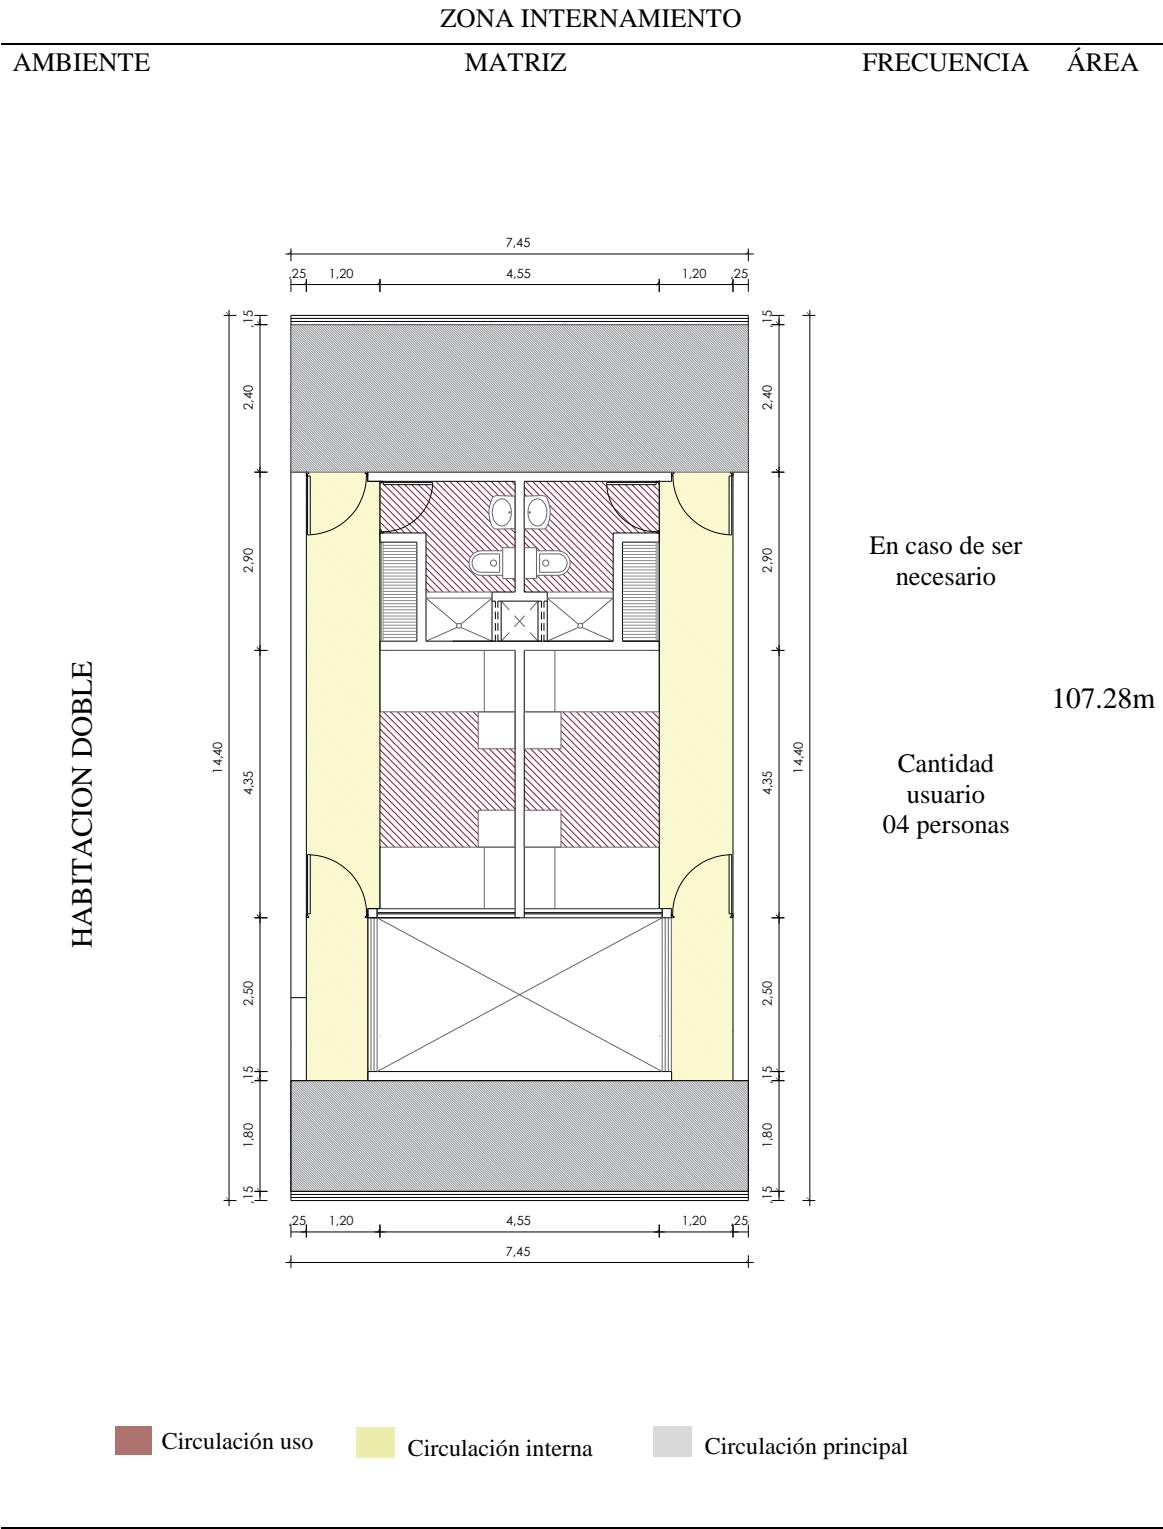 ZONA INTERNAMIENTO
AMBIENTE MATRIZ FRECUENCIA ÁREA
7,45
,25 1,20 4,55 1,20 ,25
,15 ,15
2,40 2,40
2,90 2,90
En caso de ser
necesario
HABITACION DOBLE
107.28m
14,40 14,40
4,35 4,35
Cantidad
usuario
04 personas
2,50 2,50
,15 ,15
1,80 1,80
,15 ,15
,25 1,20 4,55 1,20 ,25
7,45
Circulación uso Circulación interna Circulación principal